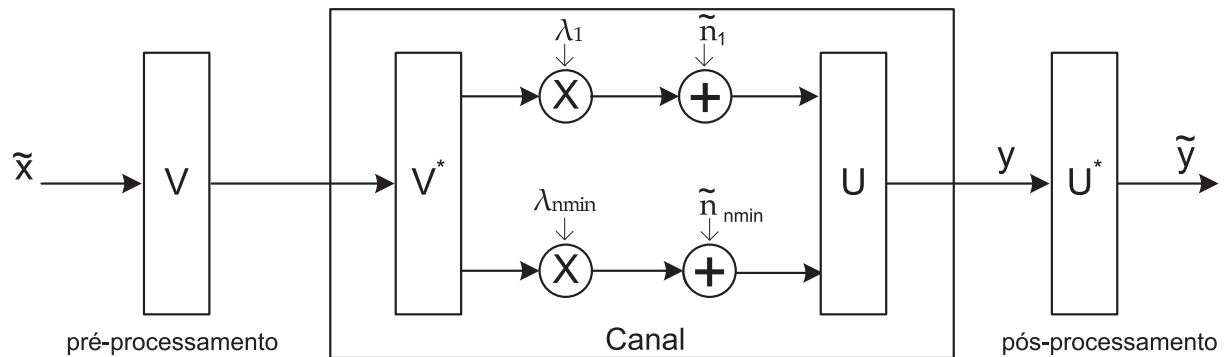 λ1
ñ1
x̃
V
V*
X
+
U
y
U*
ỹ
λnmin
ñ nmin
X
+
pré-processamento
Canal
pós-processamento